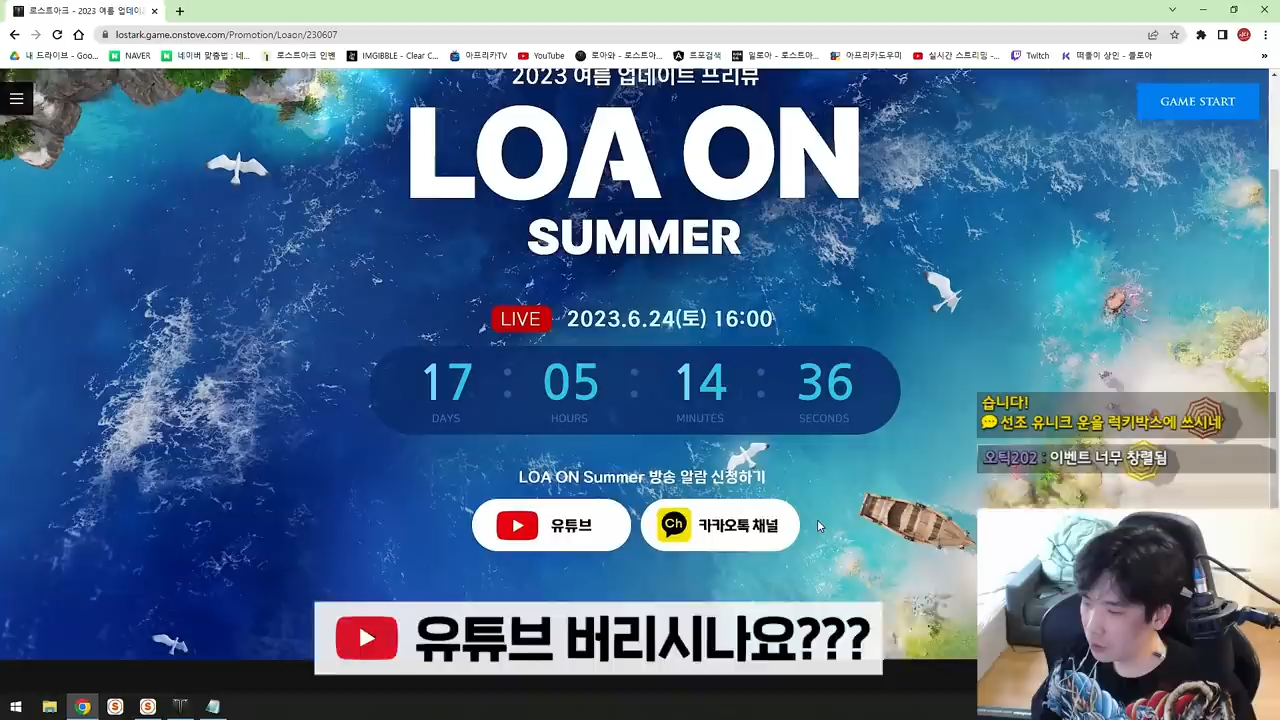 로스트아크 - 2023 여름 업데이
lostark.game.onstove.com/Promotion/Loaon/230607
내 드라이브 - Goo...
NAVER
네이버 맞춤법 : 네...
로스트아크 인벤
IMGIBBLE - Clear C...
아프리카TV
YouTube
로아와 - 로스트아...
트포검색
일로아 - 로스트아...
아프리카도우미
실시간 스트리밍 -...
Twitch
떠돌이 상인 - 클로아
2023 여름 업데이트 프리뷰
GAME START
LOA ON
SUMMER
LIVE 2023.6.24(토) 16:00
17 : 05 : 14 : 36
DAYS HOURS MINUTES SECONDS
습니다!
선조 유니크 운을 럭키박스에 쓰시네
오틱202 : 이벤트 너무 창렬됨
LOA ON Summer 방송 알람 신청하기
유튜브
Ch 카카오톡 채널
유튜브 버리시나요???